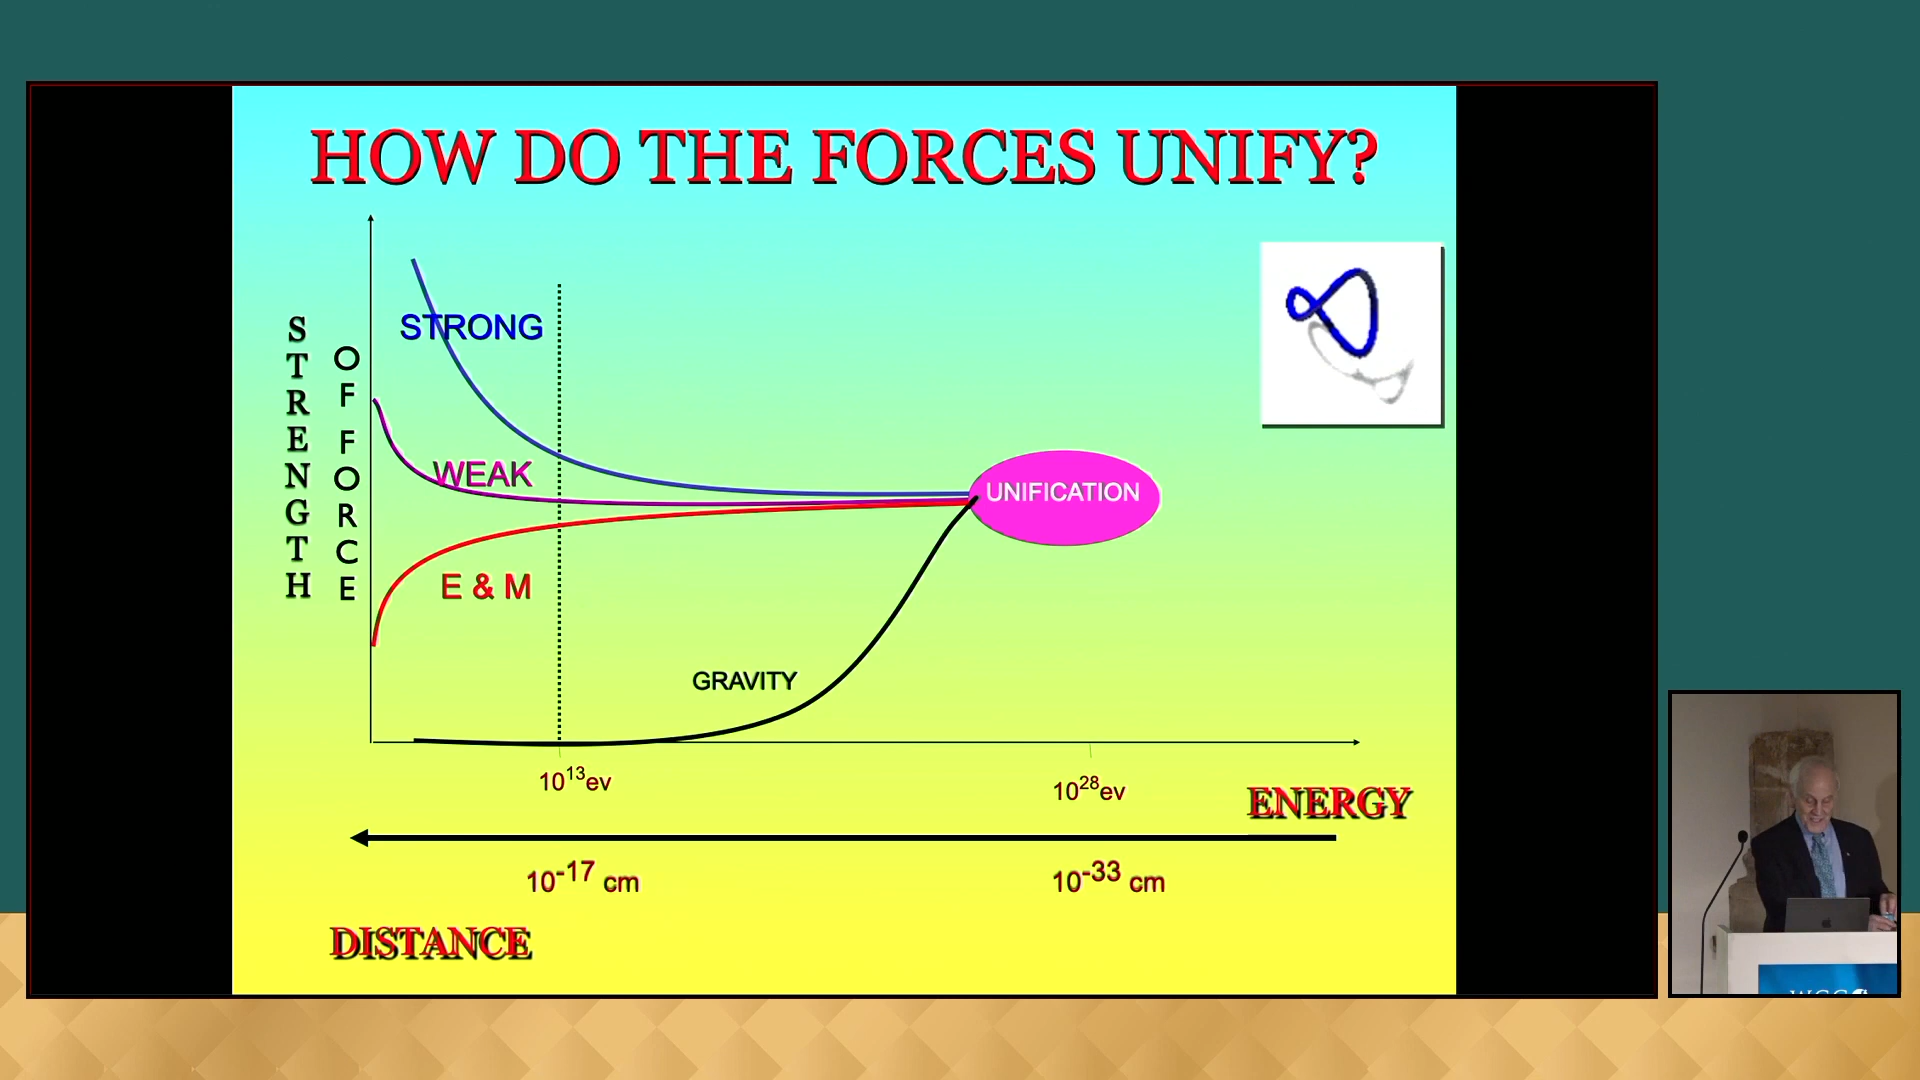 HOW DO THE FORCES UNIFY?
STRENGTH
OF FORCE
STRONG
WEAK
E & M
GRAVITY
UNIFICATION
10^13ev
10^28ev
ENERGY
10^-17 cm
10^-33 cm
DISTANCE